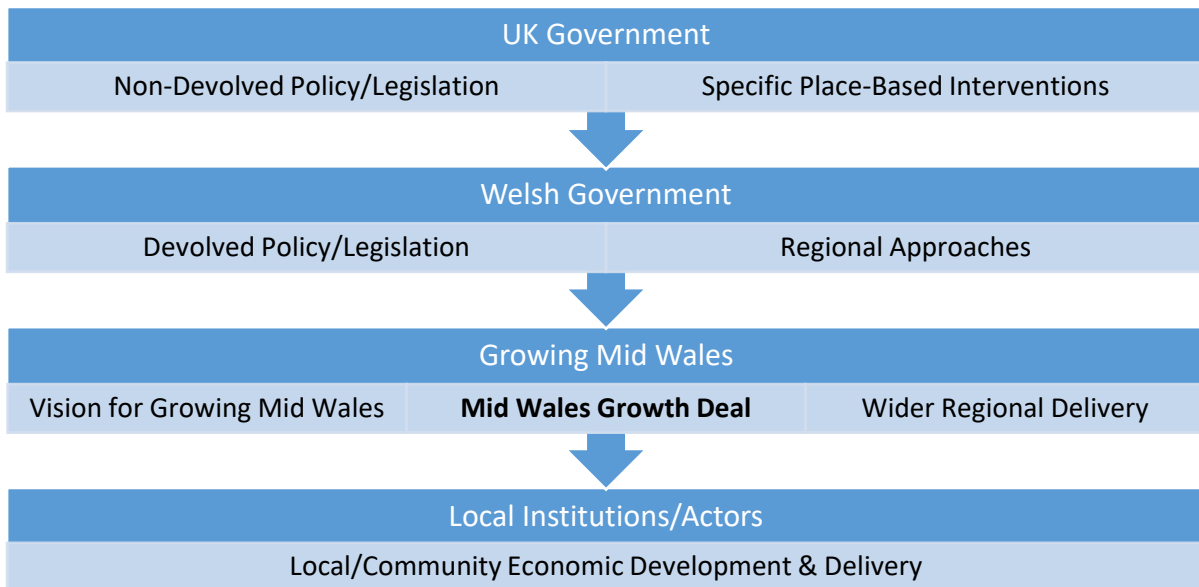 UK Government
Non-Devolved Policy/Legislation
Specific Place-Based Interventions
Welsh Government
Devolved Policy/Legislation
Regional Approaches
Growing Mid Wales
Vision for Growing Mid Wales
Mid Wales Growth Deal
Wider Regional Delivery
Local Institutions/Actors
Local/Community Economic Development & Delivery